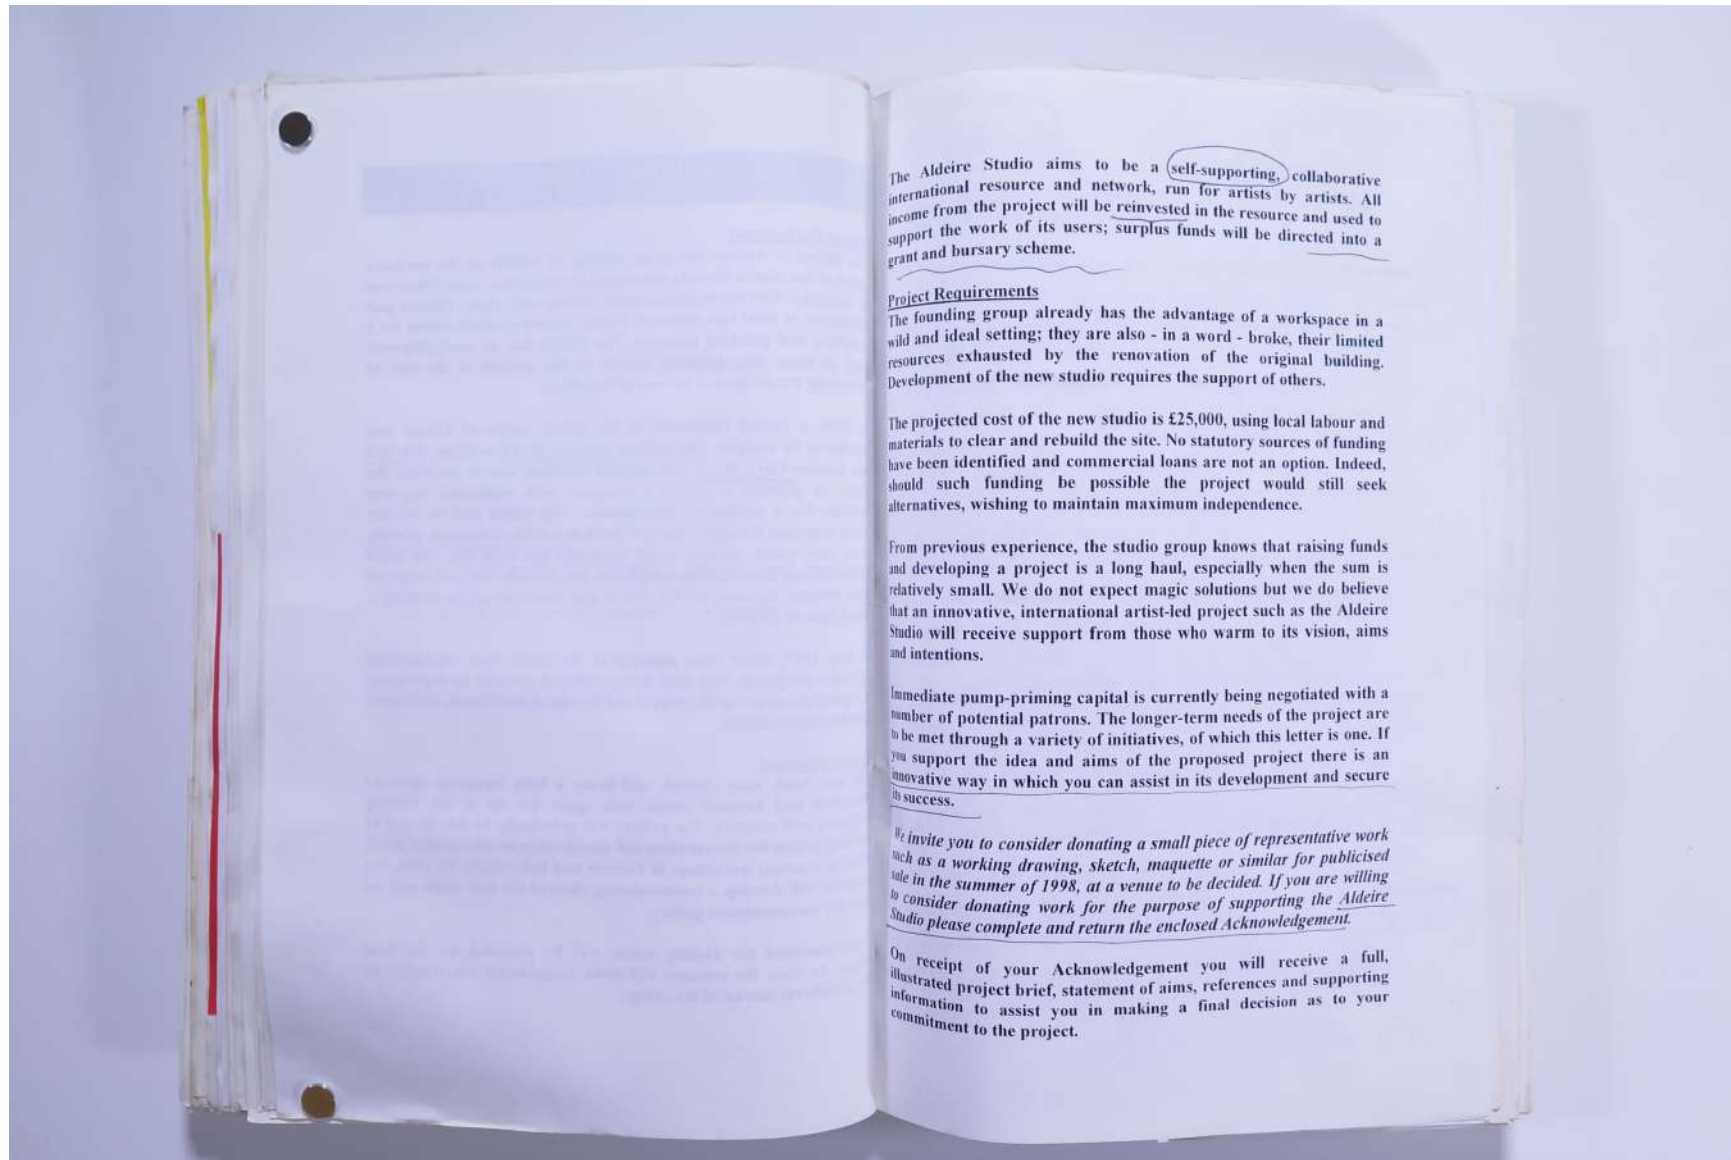 The Aldeire Studio aims to be a self-supporting, collaborative
international resource and network, run for artists by artists. All
income from the project will be reinvested in the resource and used to
support the work of its users; surplus funds will be directed into a
grant and bursary scheme.
Project Requirements
The founding group already has the advantage of a workspace in a
wild and ideal setting; they are also - in a word - broke, their limited
resources exhausted by the renovation of the original building.
Development of the new studio requires the support of others.
The projected cost of the new studio is £25,000, using local labour and
materials to clear and rebuild the site. No statutory sources of funding
have been identified and commercial loans are not an option. Indeed,
should such funding be possible the project would still seek
alternatives, wishing to maintain maximum independence.
From previous experience, the studio group knows that raising funds
and developing a project is a long haul, especially when the sum is
relatively small. We do not expect magic solutions but we do believe
that an innovative, international artist-led project such as the Aldeire
Studio will receive support from those who warm to its vision, aims
and intentions.
Immediate pump-priming capital is currently being negotiated with a
number of potential patrons. The longer-term needs of the project are
to be met through a variety of initiatives, of which this letter is one. If
you support the idea and aims of the proposed project there is an
innovative way in which you can assist in its development and secure
its success.
We invite you to consider donating a small piece of representative work
such as a working drawing, sketch, maquette or similar for publicised
sale in the summer of 1998, at a venue to be decided. If you are willing
to consider donating work for the purpose of supporting the Aldeire
Studio please complete and return the enclosed Acknowledgement.
On receipt of your Acknowledgement you will receive a full,
illustrated project brief, statement of aims, references and supporting
information to assist you in making a final decision as to your
commitment to the project.